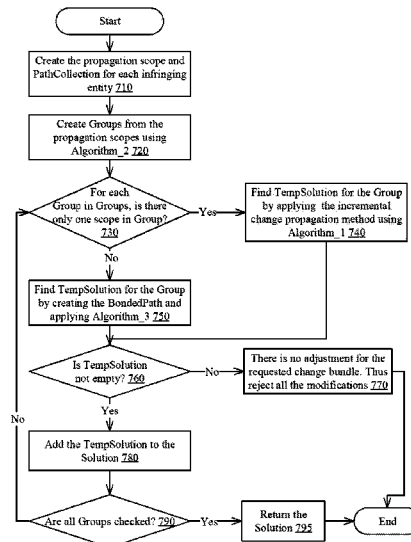 Start
Create the propagation scope and
PathCollection for each infringing
entity 710
Create Groups from the
propagation scopes using
Algorithm_2 720
For each
Group in Groups, is there
only one scope in Group?
730
Yes
Find TempSolution for the Group
by applying the incremental
change propagation method using
Algorithm_1 740
No
Find TempSolution for the Group
by creating the BondedPath and
applying Algorithm_3 750
Is TempSolution
not empty? 760
No
There is no adjustment for the
requested change bundle. Thus
reject all the modifications 770
No
Yes
Add the TempSolution to the
Solution 780
Are all Groups checked? 790
Yes
Return the
Solution 795
End